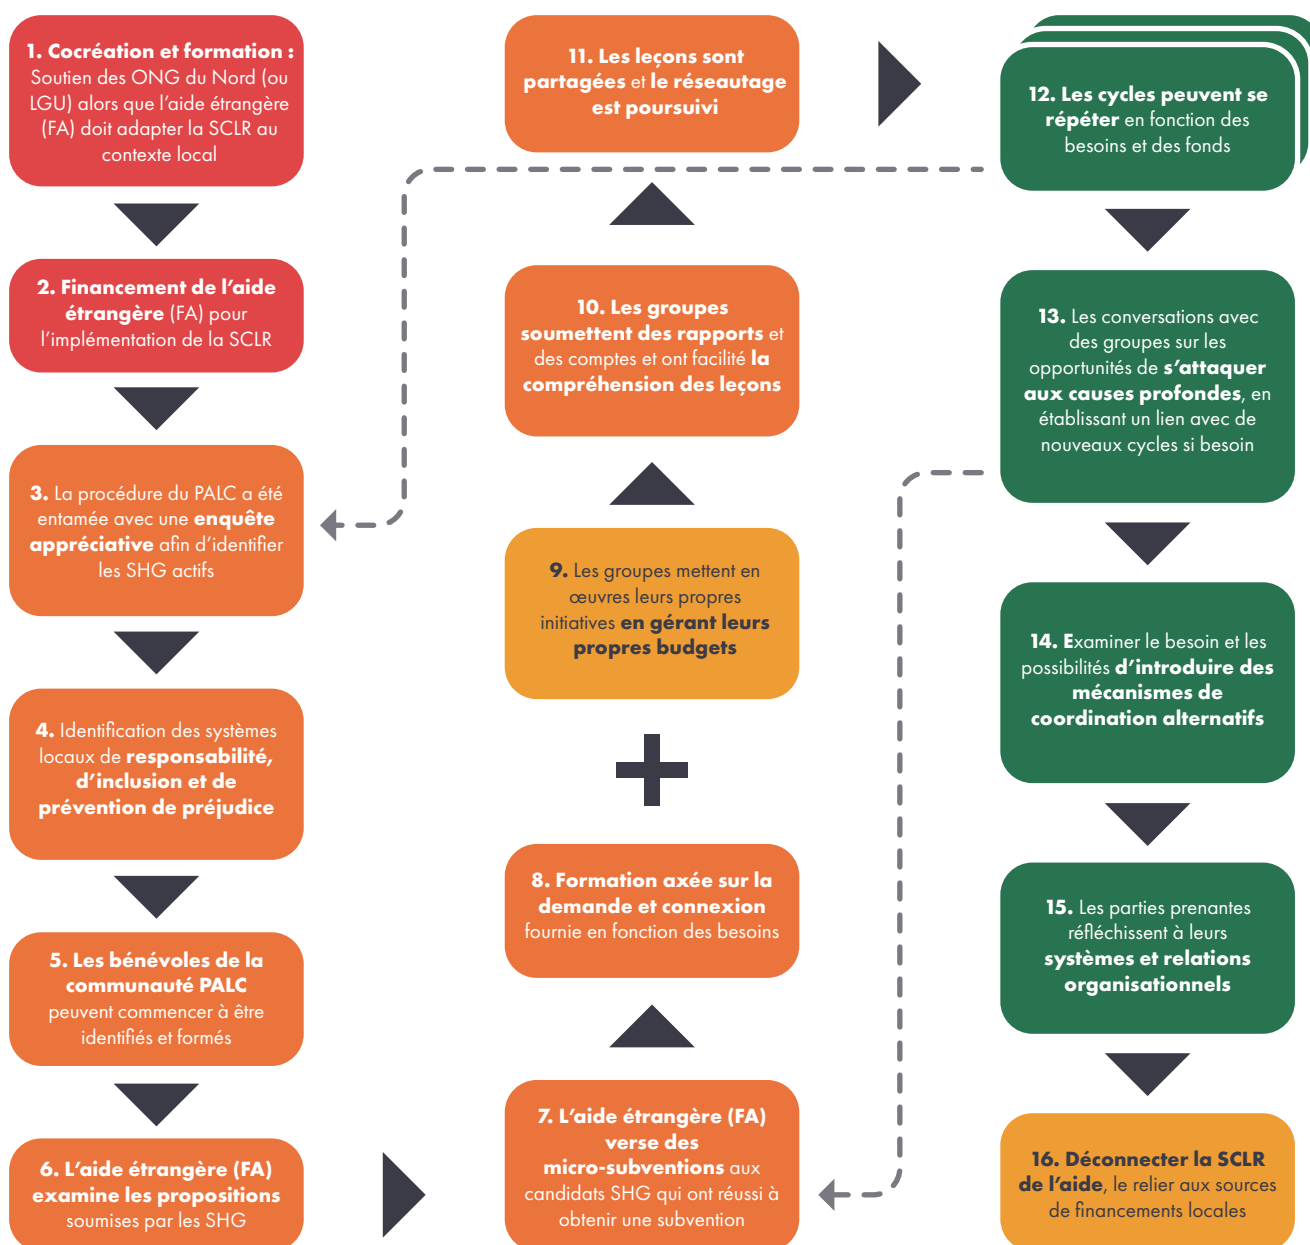 1. Cocréation et formation :
Soutien des ONG du Nord (ou
LGU) alors que l’aide étrangère
(FA) doit adapter la SCLR au
contexte local
2. Financement de l’aide
étrangère (FA) pour
l’implémentation de la SCLR
3. La procédure du PALC a été
entamée avec une enquête
appréciative afin d’identifier
les SHG actifs
4. Identification des systèmes
locaux de responsabilité,
d’inclusion et de
prévention de préjudice
5. Les bénévoles de la
communauté PALC
peuvent commencer à être
identifiés et formés
6. L’aide étrangère (FA)
examine les propositions
soumises par les SHG
7. L’aide étrangère (FA)
verse des
micro-subventions aux
candidats SHG qui ont réussi à
obtenir une subvention
8. Formation axée sur la
demande et connexion
fournie en fonction des besoins
9. Les groupes mettent en
œuvres leurs propres
initiatives en gérant leurs
propres budgets
10. Les groupes
soumettent des rapports et
des comptes et ont facilité la
compréhension des leçons
11. Les leçons sont
partagées et le réseautage
est poursuivi
12. Les cycles peuvent se
répéter en fonction des
besoins et des fonds
13. Les conversations avec
des groupes sur les
opportunités de s’attaquer
aux causes profondes, en
établissant un lien avec de
nouveaux cycles si besoin
14. Examiner le besoin et les
possibilités d’introduire des
mécanismes de
coordination alternatifs
15. Les parties prenantes
réfléchissent à leurs
systèmes et relations
organisationnels
16. Déconnecter la SCLR
de l’aide, le relier aux sources
de financements locales